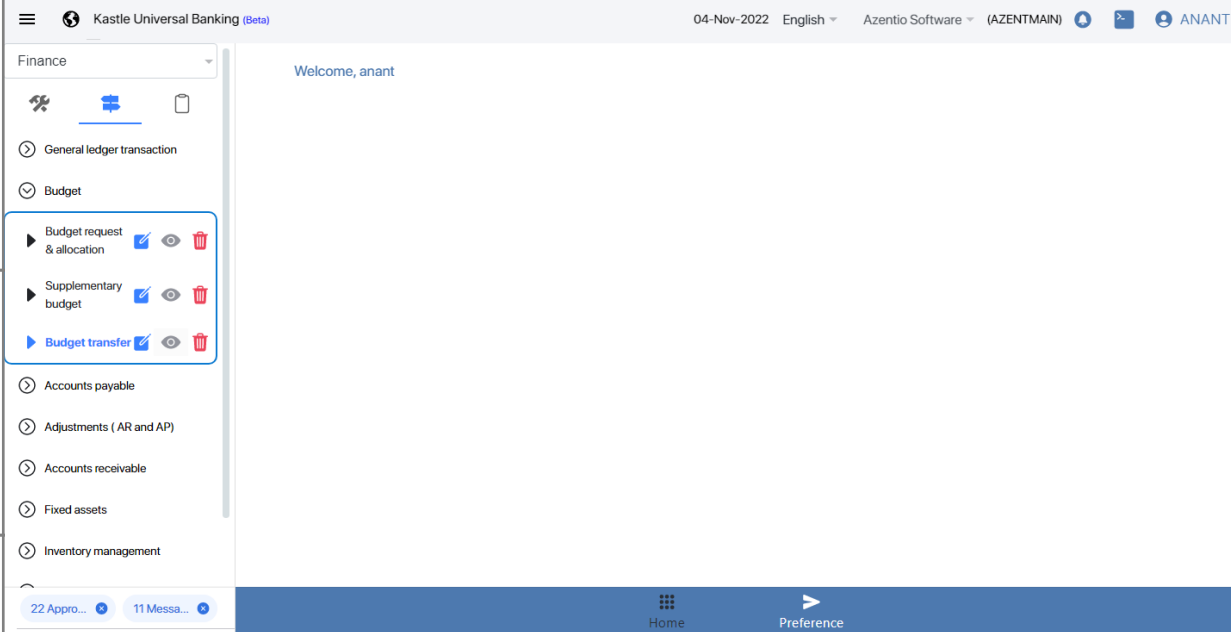 Kastle Universal Banking (Beta)
04-Nov-2022 English Azentio Software (AZENTMAIN) ANANT
Finance
Welcome, anant
General ledger transaction
Budget
Budget request
& allocation
Supplementary
budget
Budget transfer
Accounts payable
Adjustments ( AR and AP)
Accounts receivable
Fixed assets
Inventory management
22 Appro... 11 Messa...
Home
Preference